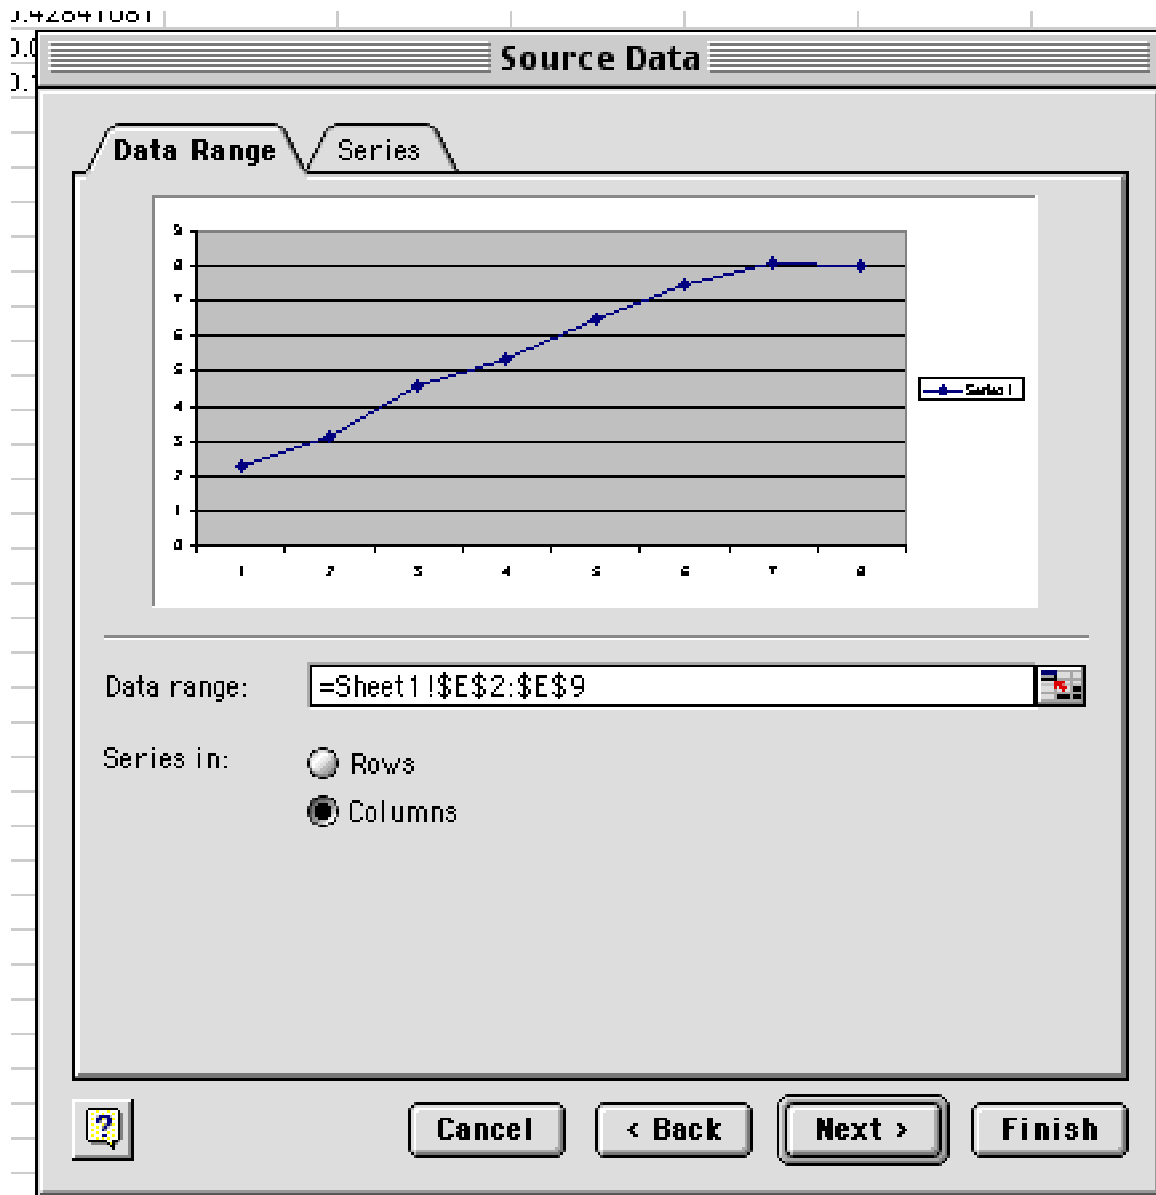 Source Data
Data Range
Series
9
8
7
6
5
4
3
2
1
0
1 2 3 4 5 6 7 8
Series1
Data range:
=Sheet1!$E$2:$E$9
Series in:
Rows
Columns
?
Cancel
< Back
Next >
Finish